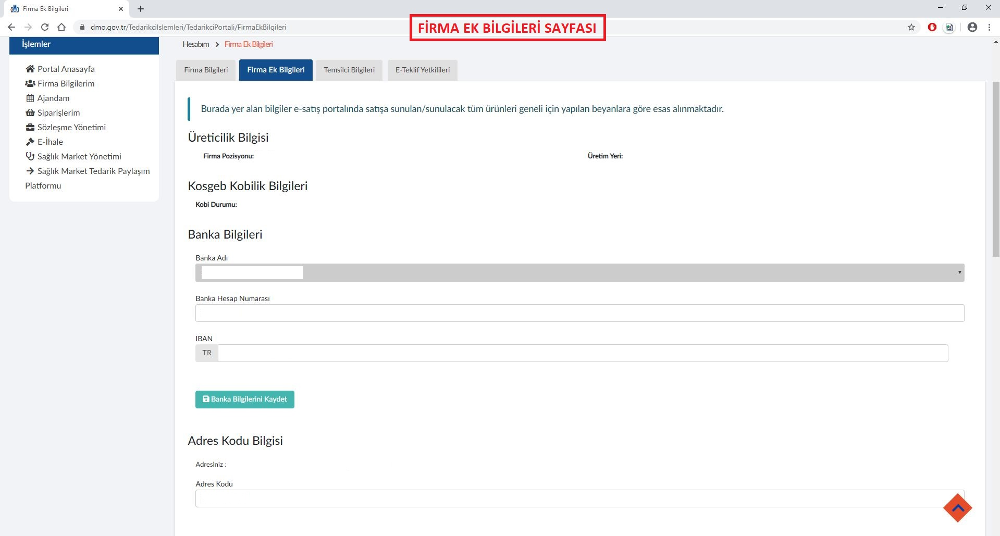 Firma Ek Bilgileri
dmo.gov.tr/TedarikciIslemleri/TedarikciPortali/FirmaEkBilgileri
FİRMA EK BİLGİLERİ SAYFASI
İşlemler
Portal Anasayfa
Firma Bilgilerim
Ajandam
Siparişlerim
Sözleşme Yönetimi
E-İhale
Sağlık Market Yönetimi
Sağlık Market Tedarik Paylaşım
Platformu
Hesabım > Firma Ek Bilgileri
Firma Bilgileri Firma Ek Bilgileri Temsilci Bilgileri E-Teklif Yetkilileri
Burada yer alan bilgiler e-satış portalında satışa sunulan/sunulacak tüm ürünleri geneli için yapılan beyanlara göre esas alınmaktadır.
Üreticilik Bilgisi
Firma Pozisyonu: Üretim Yeri:
Kosgeb Kobilik Bilgileri
Kobi Durumu:
Banka Bilgileri
Banka Adı
Banka Hesap Numarası
IBAN
TR
Banka Bilgilerini Kaydet
Adres Kodu Bilgisi
Adresiniz :
Adres Kodu